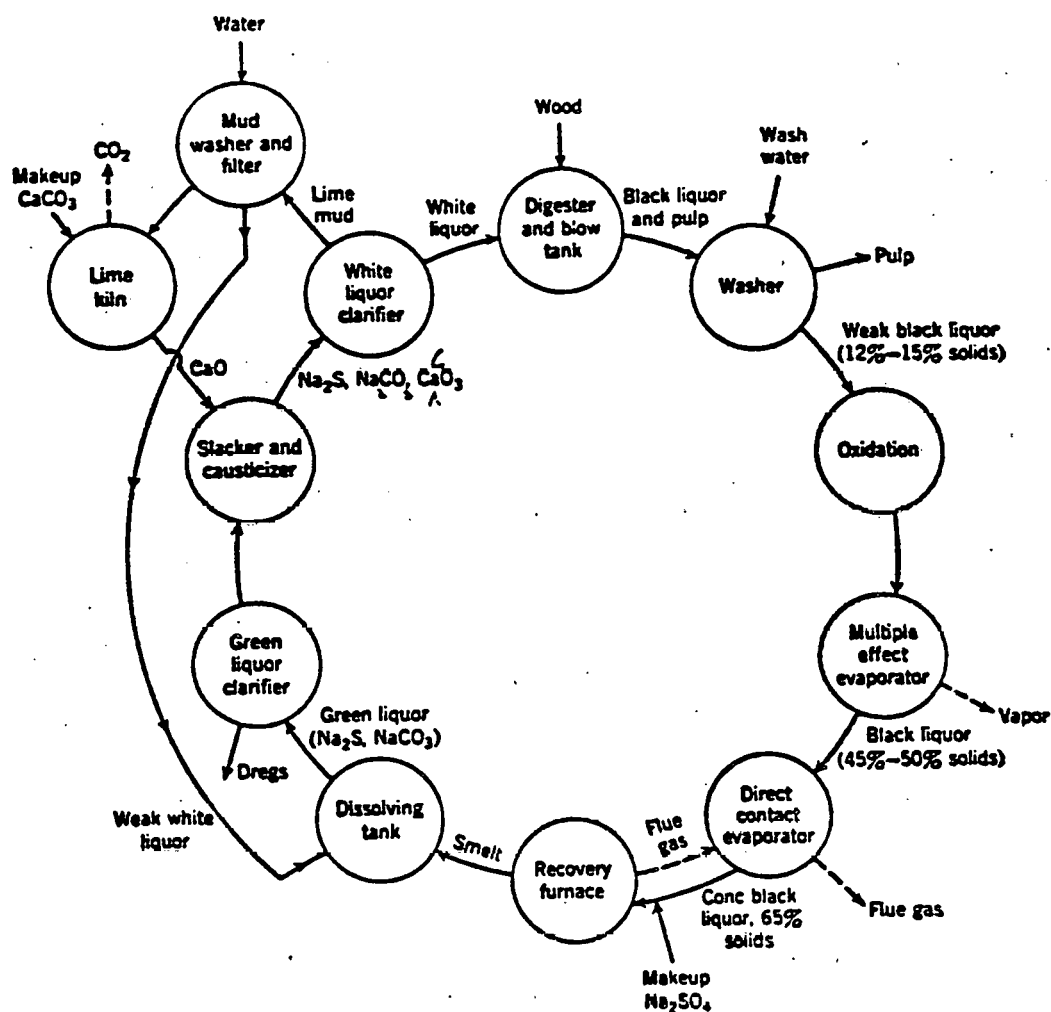 Water
Mud
washer and
filter
CO₂
Makeup
CaCO₃
Lime
kiln
Lime
mud
White
liquor
clarifier
White
liquor
Wood
Digester
and blow
tank
Black liquor
and pulp
Wash
water
Washer
Pulp
Weak black liquor
(12%–15% solids)
Oxidation
Multiple
effect
evaporator
Vapor
Black liquor
(45%–50% solids)
Direct
contact
evaporator
Flue gas
Flue
gas
Conc black
liquor, 65%
solids
Makeup
Na₂SO₄
Recovery
furnace
Smelt
Dissolving
tank
Weak white
liquor
Green liquor
(Na₂S, NaCO₃)
Dregs
Green
liquor
clarifier
Slacker and
causticizer
CaO
Na₂S, Na₂CO₃, CaCO₃